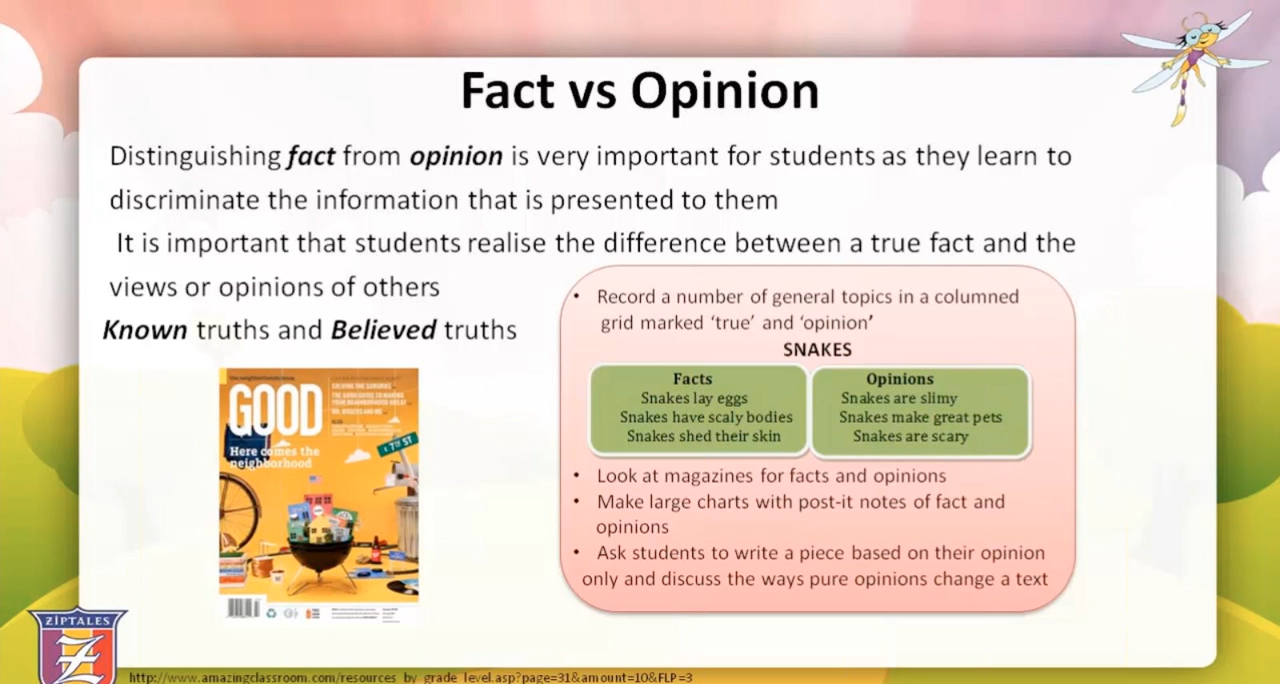 Fact vs Opinion
Distinguishing fact from opinion is very important for students as they learn to
discriminate the information that is presented to them
It is important that students realise the difference between a true fact and the
views or opinions of others
Known truths and Believed truths
• Record a number of general topics in a columned
grid marked ‘true’ and ‘opinion’
SNAKES
Facts
Snakes lay eggs
Snakes have scaly bodies
Snakes shed their skin
Opinions
Snakes are slimy
Snakes make great pets
Snakes are scary
• Look at magazines for facts and opinions
• Make large charts with post-it notes of fact and
opinions
• Ask students to write a piece based on their opinion
only and discuss the ways pure opinions change a text
GOOD
Here comes the
neighborhood
7TH ST
ZIPTALES
Z
http://www.amazingclassroom.com/resources_by_grade_level.asp?page=31&amount=10&FLP=3